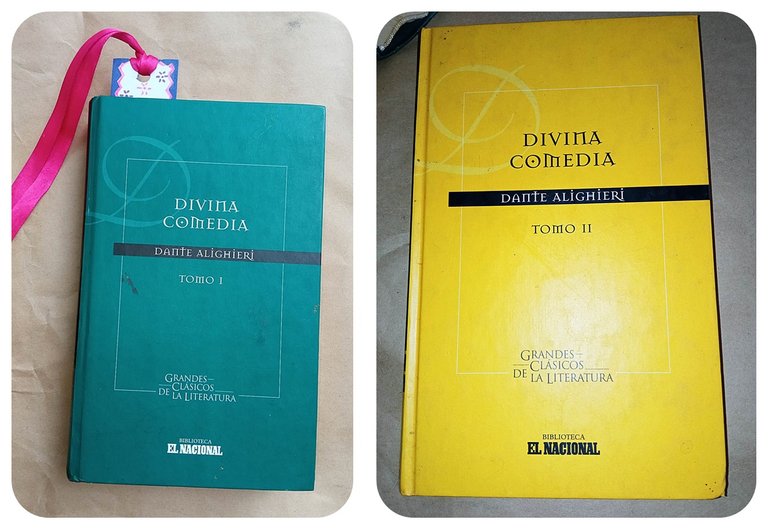 DIVINA
COMEDIA
DANTE ALIGHIERI
TOMO I
GRANDES
CLÁSICOS
DE LA LITERATURA
BIBLIOTECA
EL NACIONAL
DIVINA
COMEDIA
DANTE ALIGHIERI
TOMO II
GRANDES
CLÁSICOS
DE LA LITERATURA
BIBLIOTECA
EL NACIONAL